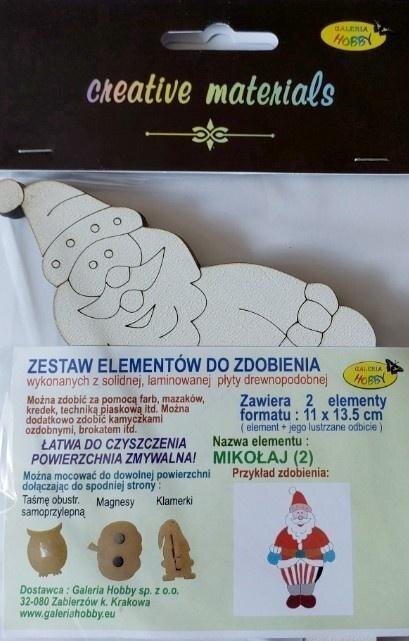 GALERIA
HOBBY
creative materials
ZESTAW ELEMENTÓW DO ZDOBIENIA
wykonanych z solidnej, laminowanej płyty drewnopodobnej
GALERIA
HOBBY
Można zdobić za pomocą farb, mazaków,
kredek, techniką piaskową itd. Można
dodatkowo zdobić kamyczkami
ozdobnymi, brokatem itd.
ŁATWA DO CZYSZCZENIA
POWIERZCHNIA ZMYWALNA!
Można mocować do dowolnej powierzchni
dołączając do spodniej strony :
Taśmę obustr.
samoprzylepną
Magnesy
Klamerki
Zawiera 2 elementy
formatu : 11 x 13.5 cm
( element + jego lustrzane odbicie )
Nazwa elementu :
MIKOŁAJ (2)
Przykład zdobienia:
Dostawca : Galeria Hobby sp. z o.o.
32-080 Zabierzów k. Krakowa
www.galeriahobby.eu